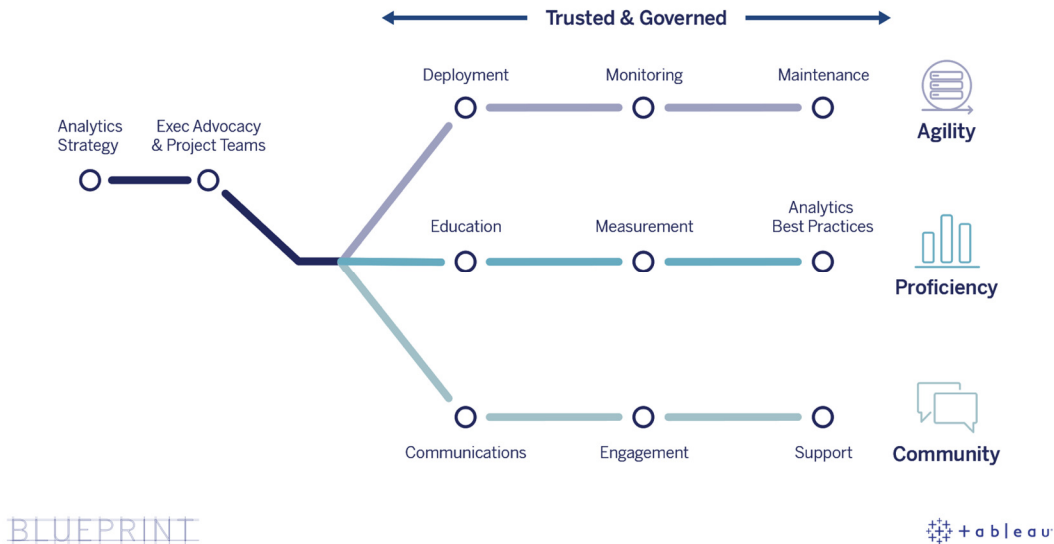 Trusted & Governed
Deployment
Monitoring
Maintenance
Agility
Analytics
Strategy
Exec Advocacy
& Project Teams
Education
Measurement
Analytics
Best Practices
Proficiency
Communications
Engagement
Support
Community
BLUEPRINT
tableau